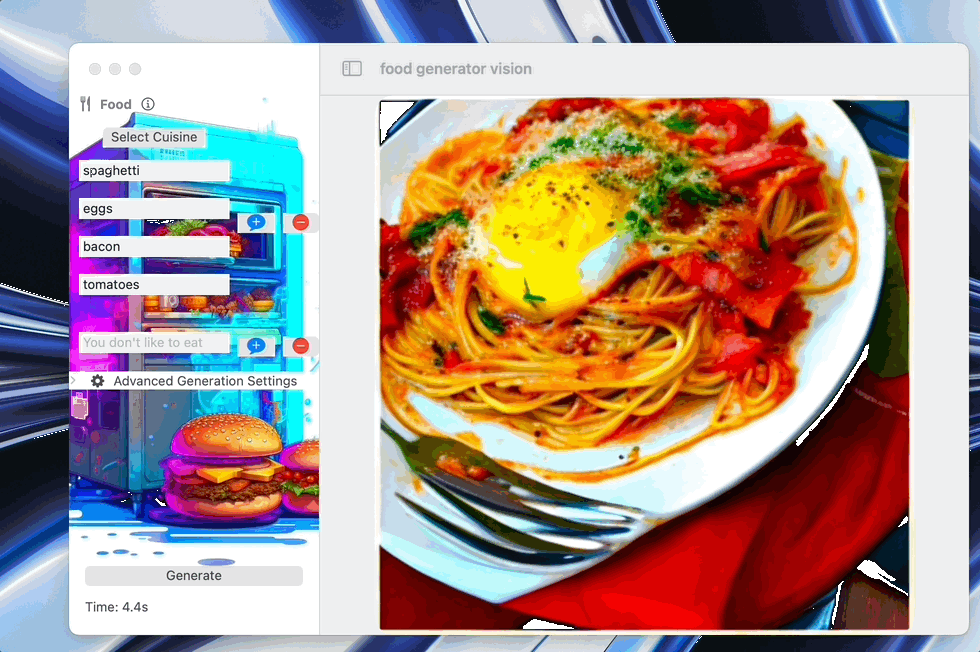 food generator vision
Food
Select Cuisine
spaghetti
eggs
bacon
tomatoes
You don't like to eat
Advanced Generation Settings
Generate
Time: 4.4s